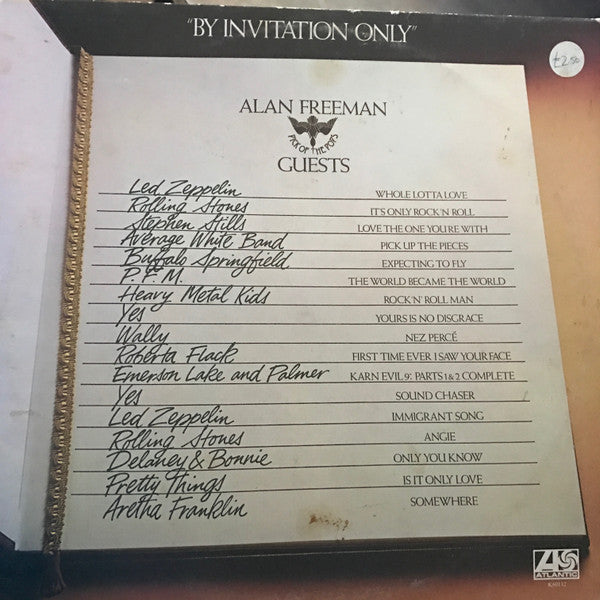 "BY INVITATION ONLY"
£2.50
ALAN FREEMAN
PICK OF THE POPS
GUESTS
Led Zeppelin WHOLE LOTTA LOVE
Rolling Stones IT'S ONLY ROCK 'N ROLL
Stephen Stills LOVE THE ONE YOU'RE WITH
Average White Band PICK UP THE PIECES
Buffalo Springfield EXPECTING TO FLY
P.F.M. THE WORLD BECAME THE WORLD
Heavy Metal Kids ROCK 'N' ROLL MAN
Yes YOURS IS NO DISGRACE
Wally NEZ PERCÉ
Roberta Flack FIRST TIME EVER I SAW YOUR FACE
Emerson Lake and Palmer KARN EVIL 9': PARTS 1 & 2 COMPLETE
Yes SOUND CHASER
Led Zeppelin IMMIGRANT SONG
Rolling Stones ANGIE
Delaney & Bonnie ONLY YOU KNOW
Pretty Things IS IT ONLY LOVE
Aretha Franklin SOMEWHERE
ATLANTIC
K60112